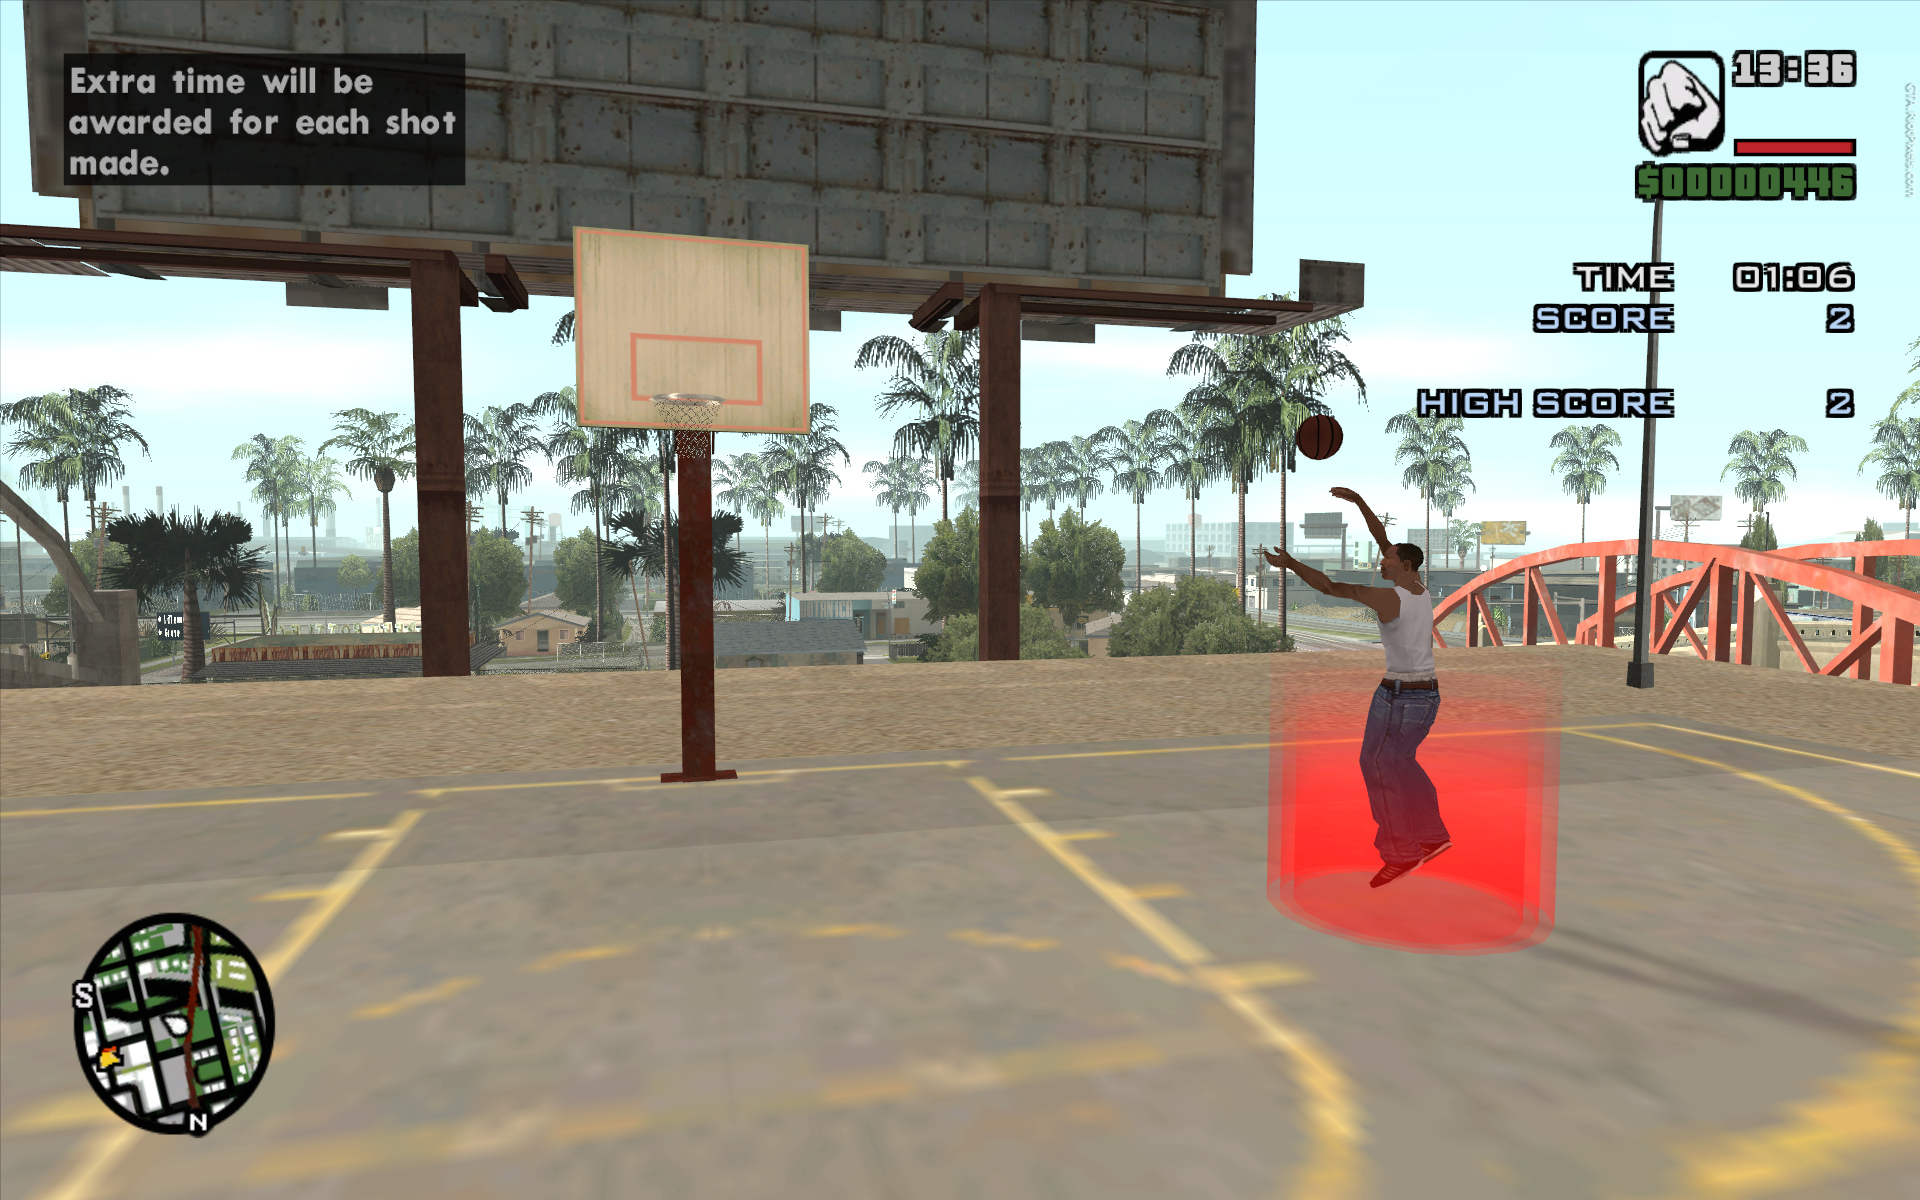 Extra time will be
awarded for each shot
made.
13:36
$00000446
TIME 01:06
SCORE 2
HIGH SCORE 2
S
N